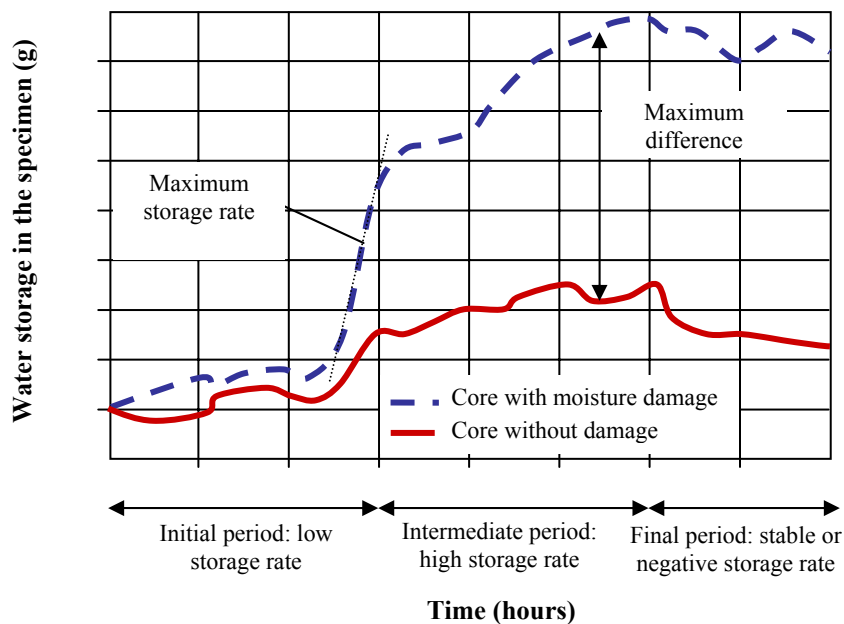 Water storage in the specimen (g)
Maximum
difference
Maximum
storage rate
Core with moisture damage
Core without damage
Initial period: low
storage rate
Intermediate period:
high storage rate
Final period: stable or
negative storage rate
Time (hours)